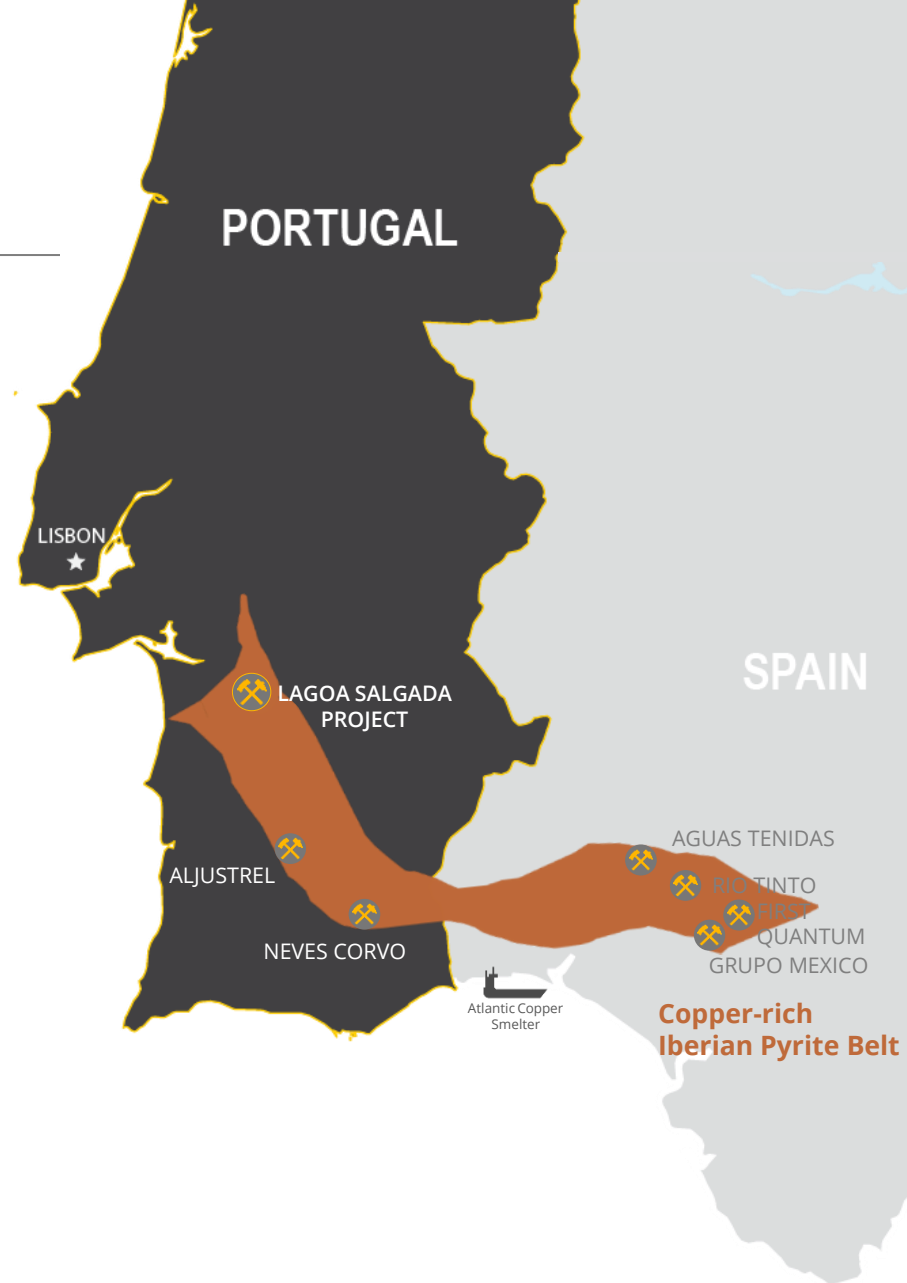 PORTUGAL
LISBON
SPAIN
LAGOA SALGADA
PROJECT
AGUAS TENIDAS
ALJUSTREL
RIO TINTO
FIRST
QUANTUM
NEVES CORVO
GRUPO MEXICO
Atlantic Copper
Smelter
Copper-rich
Iberian Pyrite Belt